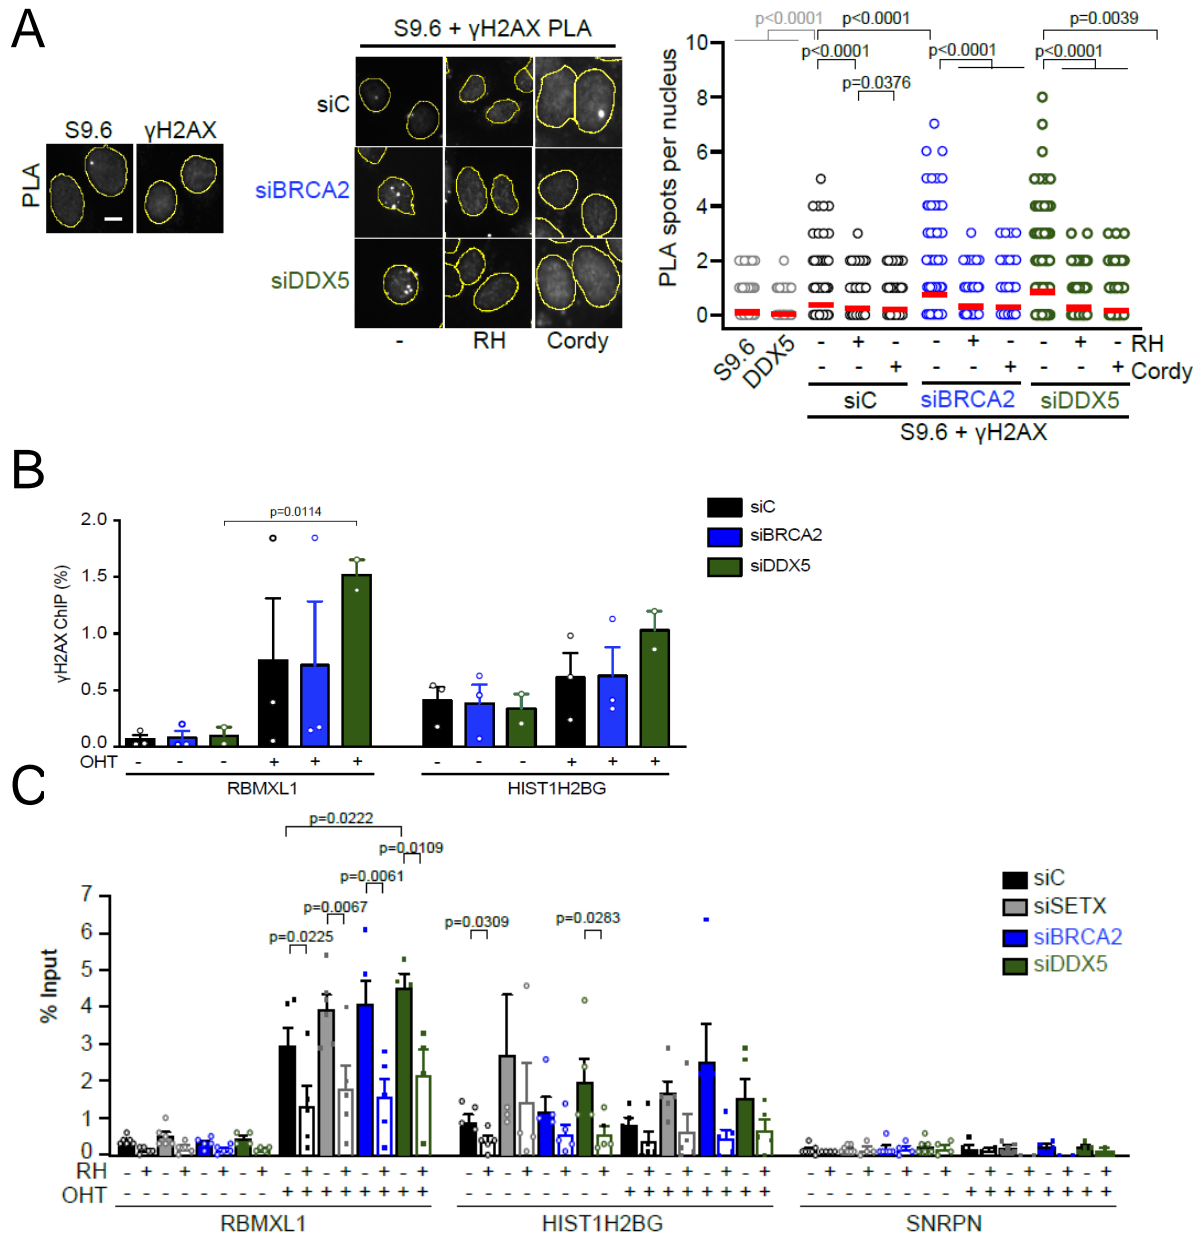 A
S9.6 + γH2AX PLA
S9.6 γH2AX
PLA
siC
siBRCA2
siDDX5
- RH Cordy
p<0.0001 p<0.0001 p=0.0039
p<0.0001 p<0.0001 p<0.0001
p=0.0376
PLA spots per nucleus
10
8
6
4
2
0
S9.6 DDX5
- + - - + - - + - RH
- - + - - + - - + Cordy
siC siBRCA2 siDDX5
S9.6 + γH2AX
B
siC
siBRCA2
siDDX5
p=0.0114
γH2AX ChIP (%)
2.0
1.5
1.0
0.5
0.0
OHT - - - + + + - - - + + +
RBMXL1 HIST1H2BG
C
p=0.0222
p=0.0109
p=0.0061
p=0.0067
p=0.0225
p=0.0309
p=0.0283
siC
siSETX
siBRCA2
siDDX5
% Input
7
6
5
4
3
2
1
0
RH - + - + - + - + - + - + - + - + - + - + - + - + - + - + - + - + - + - + - + - + - + - + - + - +
OHT - - - - - - - - + + + + + + + + - - - - - - - - + + + + + + + + - - - - - - - - + + + + + + + +
RBMXL1 HIST1H2BG SNRPN